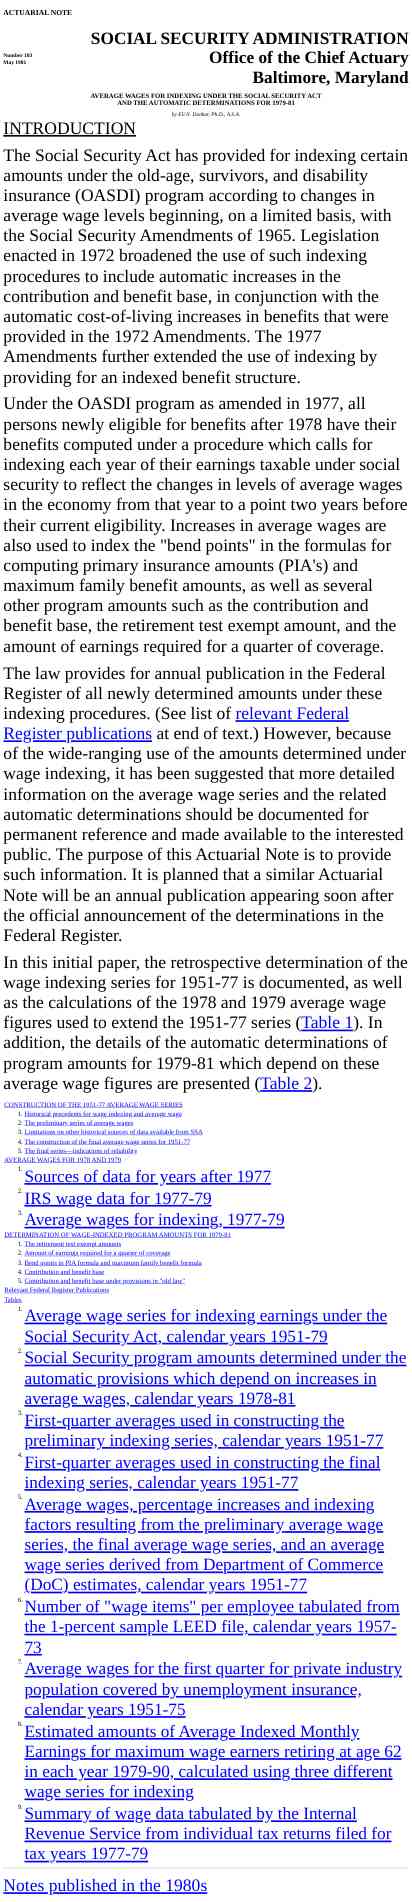 ACTUARIAL NOTE
Number 103
May 1981
SOCIAL SECURITY ADMINISTRATION
Office of the Chief Actuary
Baltimore, Maryland
AVERAGE WAGES FOR INDEXING UNDER THE SOCIAL SECURITY ACT
AND THE AUTOMATIC DETERMINATIONS FOR 1979-81
by Eli N. Donkar, Ph.D., A.S.A.
INTRODUCTION
The Social Security Act has provided for indexing certain
amounts under the old-age, survivors, and disability
insurance (OASDI) program according to changes in
average wage levels beginning, on a limited basis, with
the Social Security Amendments of 1965. Legislation
enacted in 1972 broadened the use of such indexing
procedures to include automatic increases in the
contribution and benefit base, in conjunction with the
automatic cost-of-living increases in benefits that were
provided in the 1972 Amendments. The 1977
Amendments further extended the use of indexing by
providing for an indexed benefit structure.
Under the OASDI program as amended in 1977, all
persons newly eligible for benefits after 1978 have their
benefits computed under a procedure which calls for
indexing each year of their earnings taxable under social
security to reflect the changes in levels of average wages
in the economy from that year to a point two years before
their current eligibility. Increases in average wages are
also used to index the "bend points" in the formulas for
computing primary insurance amounts (PIA's) and
maximum family benefit amounts, as well as several
other program amounts such as the contribution and
benefit base, the retirement test exempt amount, and the
amount of earnings required for a quarter of coverage.
The law provides for annual publication in the Federal
Register of all newly determined amounts under these
indexing procedures. (See list of relevant Federal
Register publications at end of text.) However, because
of the wide-ranging use of the amounts determined under
wage indexing, it has been suggested that more detailed
information on the average wage series and the related
automatic determinations should be documented for
permanent reference and made available to the interested
public. The purpose of this Actuarial Note is to provide
such information. It is planned that a similar Actuarial
Note will be an annual publication appearing soon after
the official announcement of the determinations in the
Federal Register.
In this initial paper, the retrospective determination of the
wage indexing series for 1951-77 is documented, as well
as the calculations of the 1978 and 1979 average wage
figures used to extend the 1951-77 series (Table 1). In
addition, the details of the automatic determinations of
program amounts for 1979-81 which depend on these
average wage figures are presented (Table 2).
CONSTRUCTION OF THE 1951-77 AVERAGE WAGE SERIES
1. Historical precedents for wage indexing and average wage
2. The preliminary series of average wages
3. Limitations on other historical sources of data available from SSA
4. The construction of the final average wage series for 1951-77
5. The final series—indications of reliability
AVERAGE WAGES FOR 1978 AND 1979
1. Sources of data for years after 1977
2. IRS wage data for 1977-79
3. Average wages for indexing, 1977-79
DETERMINATION OF WAGE-INDEXED PROGRAM AMOUNTS FOR 1979-81
1. The retirement test exempt amounts
2. Amount of earnings required for a quarter of coverage
3. Bend points in PIA formula and maximum family benefit formula
4. Contribution and benefit base
5. Contribution and benefit base under provisions in "old law"
Relevant Federal Register Publications
Tables
1. Average wage series for indexing earnings under the
Social Security Act, calendar years 1951-79
2. Social Security program amounts determined under the
automatic provisions which depend on increases in
average wages, calendar years 1978-81
3. First-quarter averages used in constructing the
preliminary indexing series, calendar years 1951-77
4. First-quarter averages used in constructing the final
indexing series, calendar years 1951-77
5. Average wages, percentage increases and indexing
factors resulting from the preliminary average wage
series, the final average wage series, and an average
wage series derived from Department of Commerce
(DoC) estimates, calendar years 1951-77
6. Number of "wage items" per employee tabulated from
the 1-percent sample LEED file, calendar years 1957-
73
7. Average wages for the first quarter for private industry
population covered by unemployment insurance,
calendar years 1951-75
8. Estimated amounts of Average Indexed Monthly
Earnings for maximum wage earners retiring at age 62
in each year 1979-90, calculated using three different
wage series for indexing
9. Summary of wage data tabulated by the Internal
Revenue Service from individual tax returns filed for
tax years 1977-79
Notes published in the 1980s